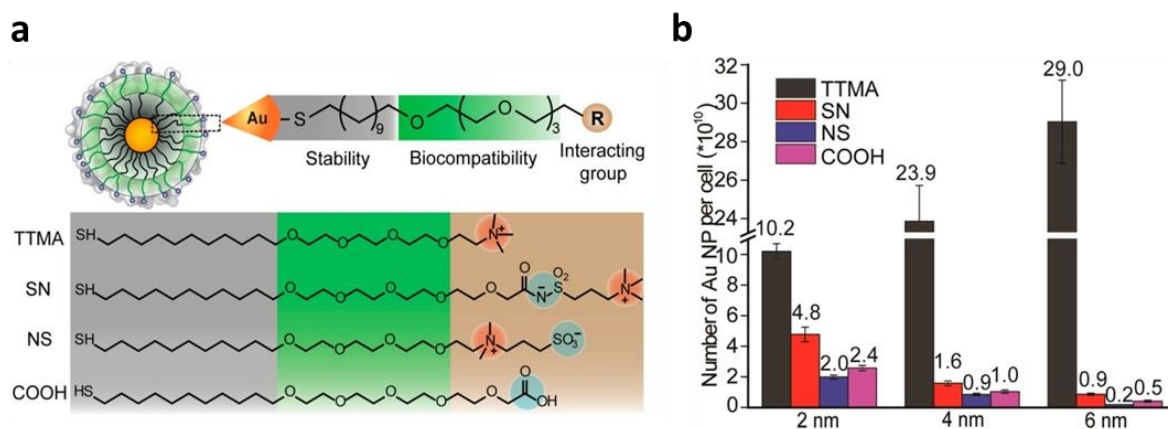 a
Au
S
9
O
O
3
R
Stability
Biocompatibility
Interacting
group
TTMA
SH
O
O
O
O
N
+
SN
SH
O
O
O
O
O
O
N
-
S
O2
N
+
NS
SH
O
O
O
O
N
+
SO3
-
COOH
HS
O
O
O
O
O
O
OH
b
Number of Au NP per cell (*10^10)
32
30
28
26
24
10
8
6
4
2
0
TTMA
SN
NS
COOH
10.2
4.8
2.0
2.4
23.9
1.6
0.9
1.0
29.0
0.9
0.2
0.5
2 nm
4 nm
6 nm